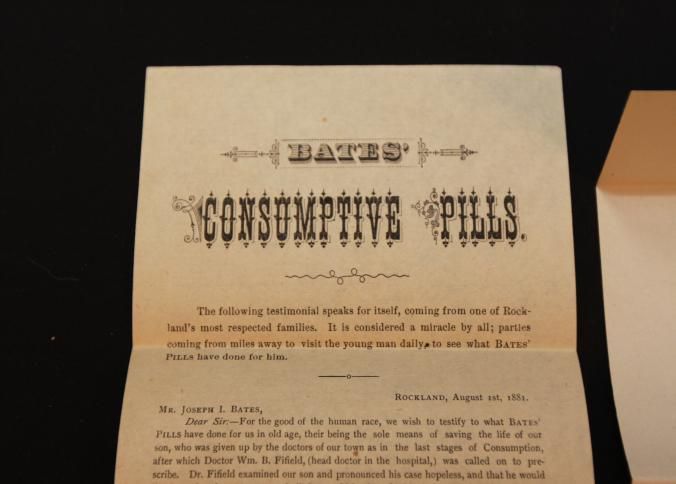 BATES'
CONSUMPTIVE PILLS.
The following testimonial speaks for itself, coming from one of Rock-
land's most respected families. It is considered a miracle by all; parties
coming from miles away to visit the young man daily, to see what BATES'
PILLS have done for him.
ROCKLAND, August 1st, 1881.
MR. JOSEPH I. BATES,
Dear Sir:—For the good of the human race, we wish to testify to what BATES'
PILLS have done for us in old age, their being the sole means of saving the life of our
son, who was given up by the doctors of our town as in the last stages of Consumption,
after which Doctor Wm. B. Fifield, (head doctor in the hospital,) was called on to pre-
scribe. Dr. Fifield examined our son and pronounced his case hopeless, and that he would